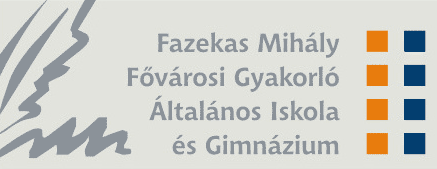 Fazekas Mihály
Fővárosi Gyakorló
Általános Iskola
és Gimnázium